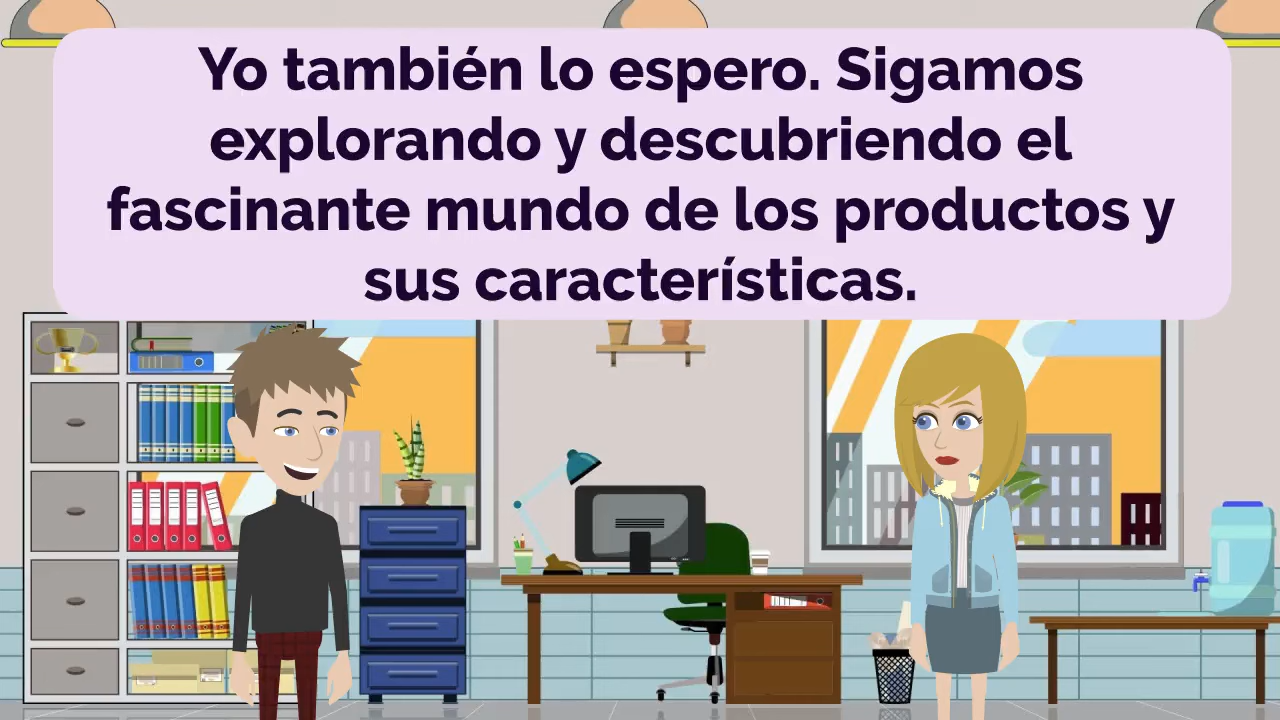 Yo también lo espero. Sigamos
explorando y descubriendo el
fascinante mundo de los productos y
sus características.